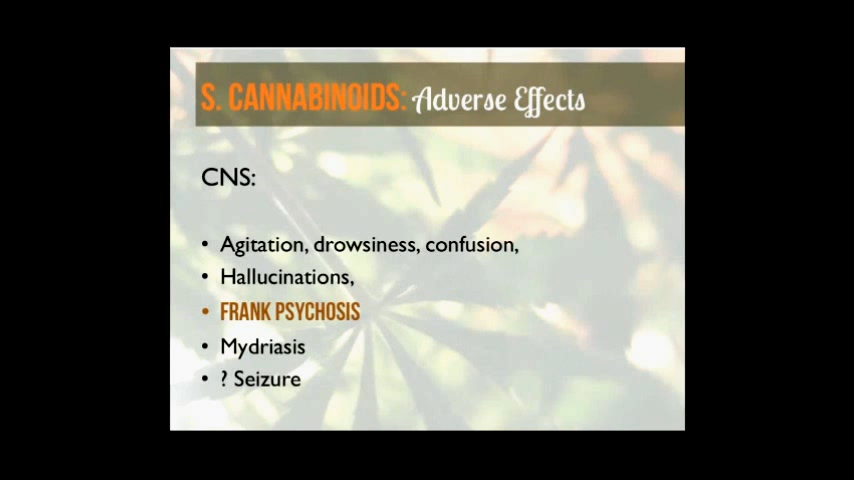 S. CANNABINOIDS: Adverse Effects
CNS:
• Agitation, drowsiness, confusion,
• Hallucinations,
• FRANK PSYCHOSIS
• Mydriasis
• ? Seizure